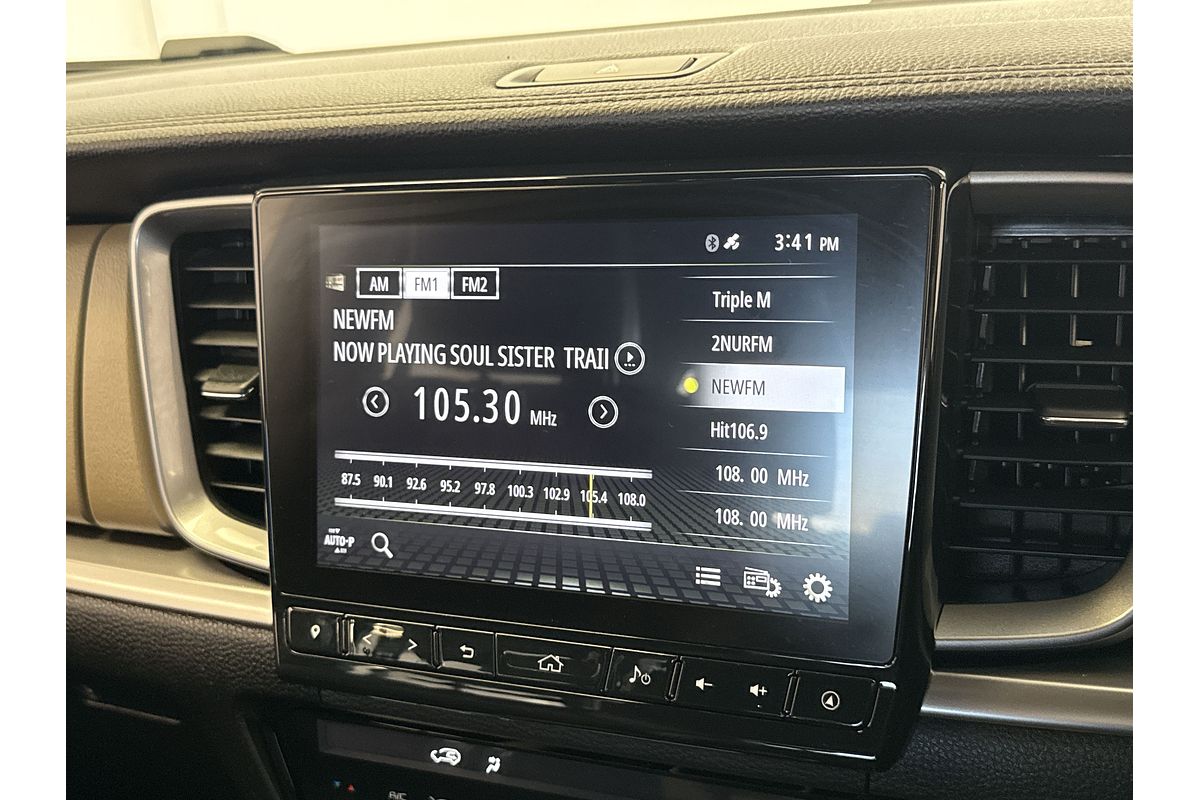 3:41 PM
AM FM1 FM2
NEWFM
NOW PLAYING SOUL SISTER TRAII
105.30 MHz
87.5 90.1 92.6 95.2 97.8 100.3 102.9 105.4 108.0
AUTO-P
Triple M
2NURFM
NEWFM
Hit106.9
108. 00 MHz
108. 00 MHz
A/C